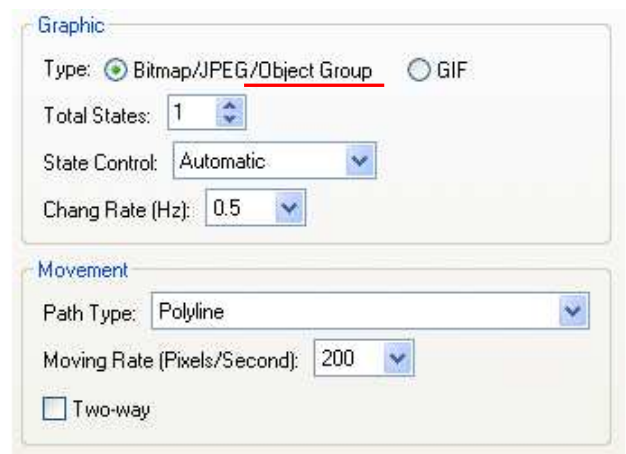 Graphic
Type: Bitmap/JPEG/Object Group GIF
Total States: 1
State Control: Automatic
Chang Rate (Hz): 0.5
Movement
Path Type: Polyline
Moving Rate (Pixels/Second): 200
Two-way